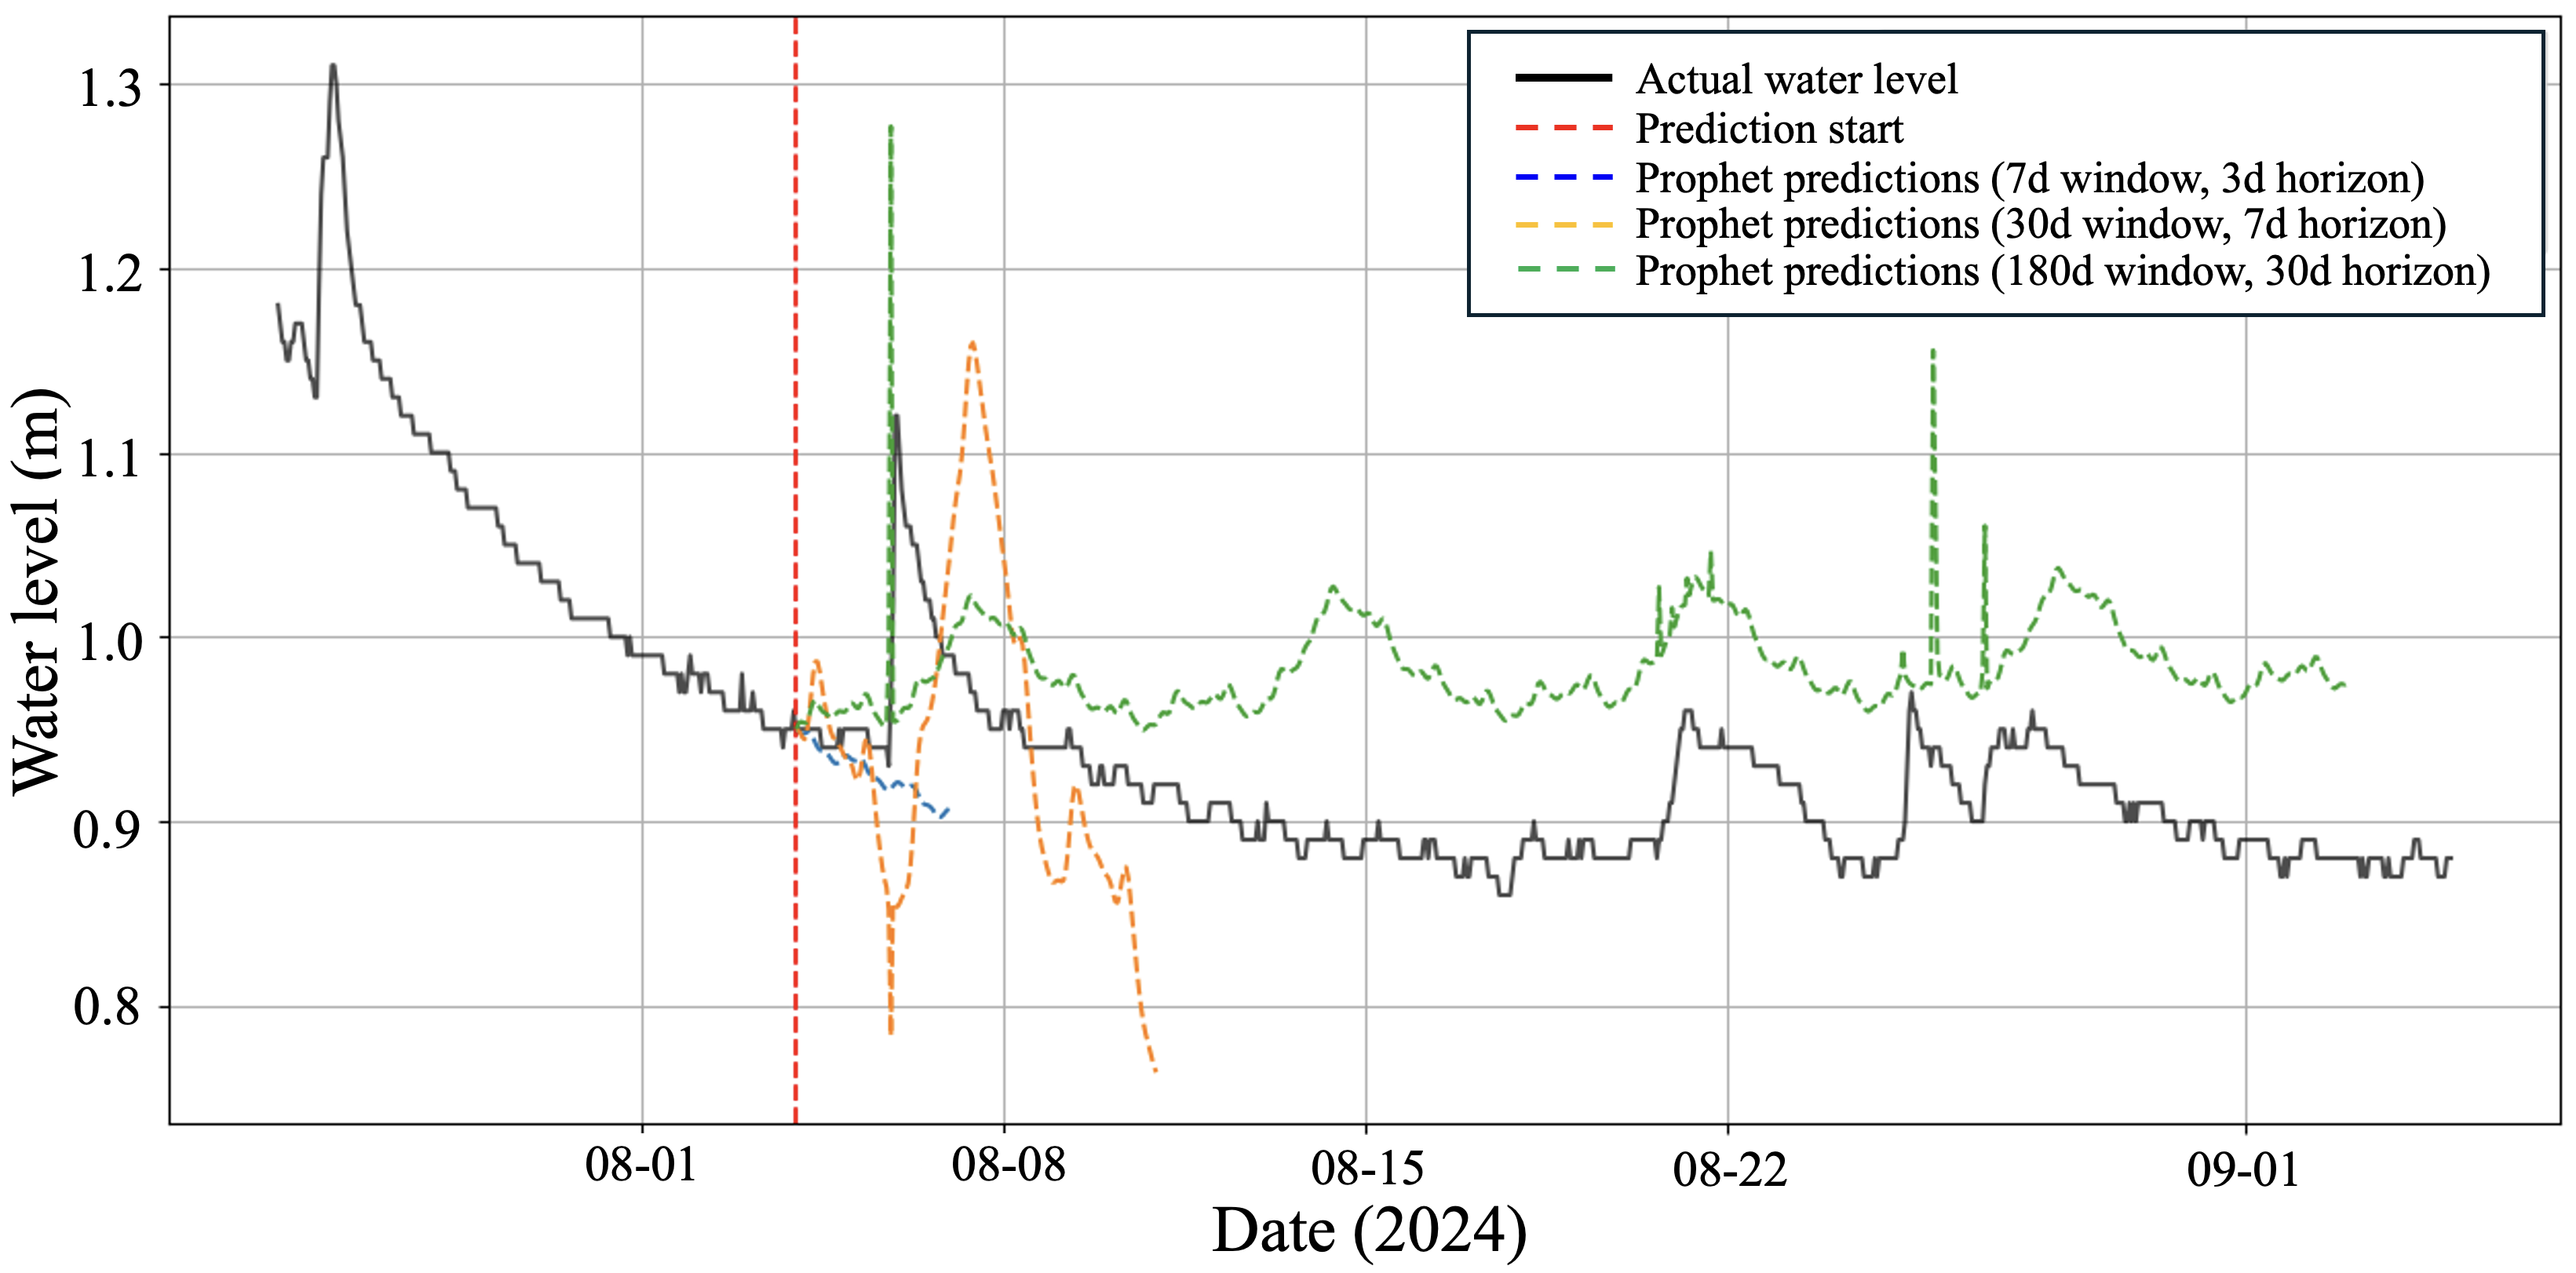 Actual water level
Prediction start
Prophet predictions (7d window, 3d horizon)
Prophet predictions (30d window, 7d horizon)
Prophet predictions (180d window, 30d horizon)
Water level (m)
1.3
1.2
1.1
1.0
0.9
0.8
08-01 08-08 08-15 08-22 09-01
Date (2024)